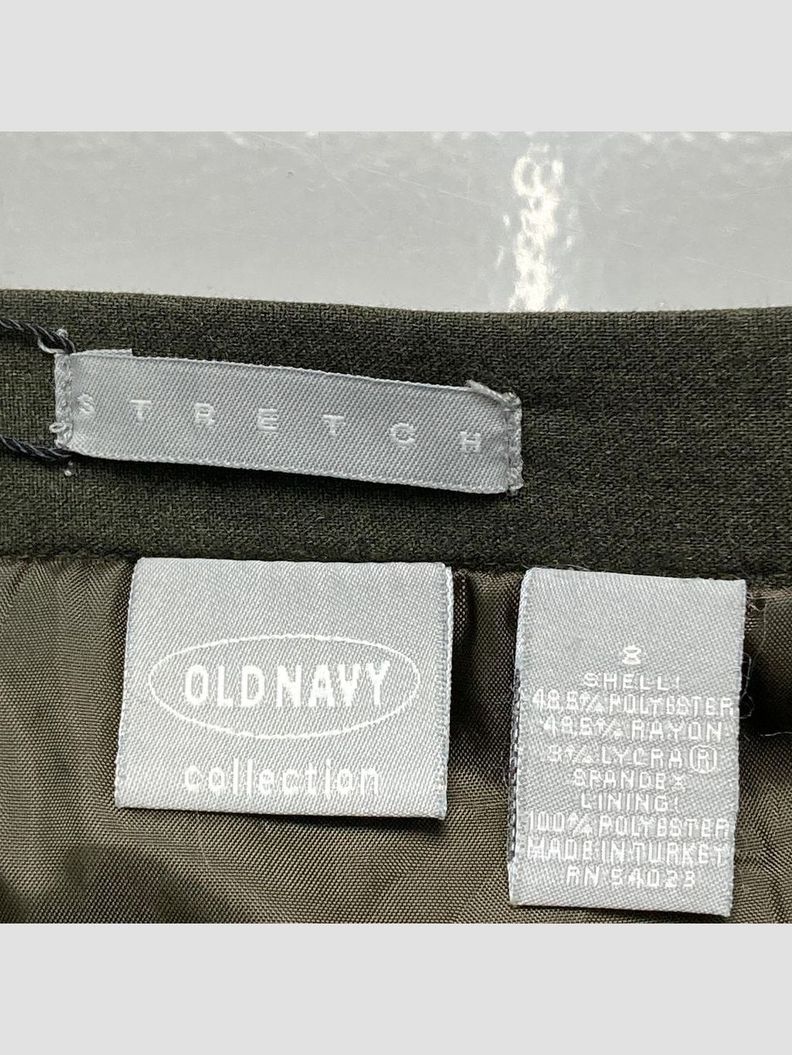 STRETCH
OLD NAVY
collection
8
SHELL:
48.5% POLYESTER
48.5% RAYON
3% LYCRA(R)
SPANDEX
LINING:
100% POLYESTER
MADE IN TURKEY
RN 54023